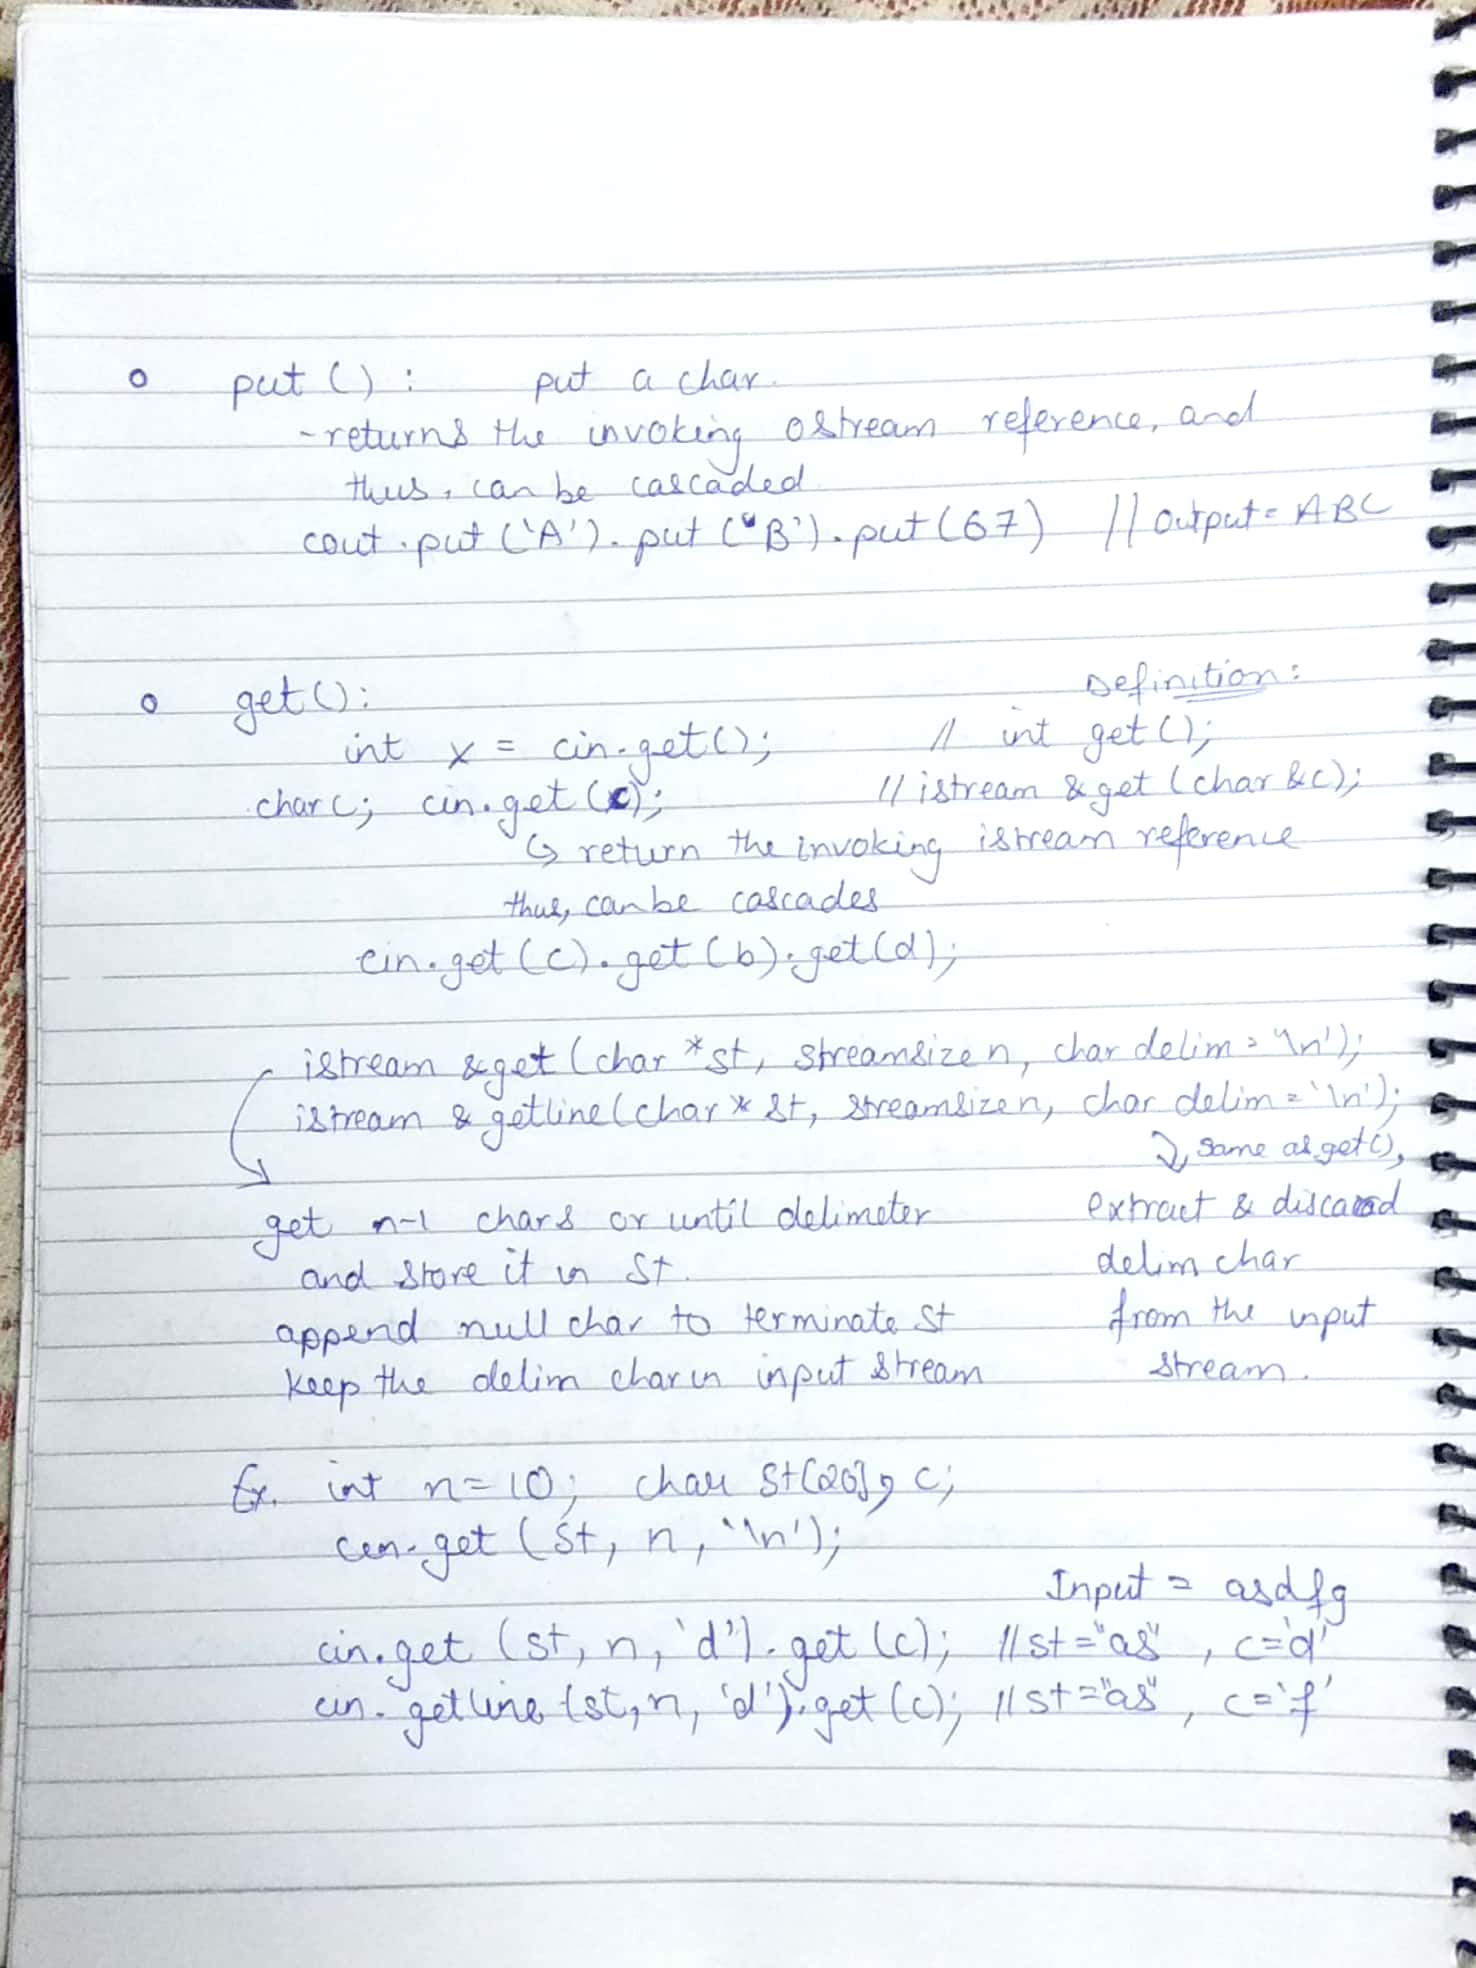 o put () : put a char.
- returns the invoking ostream reference, and
thus, can be cascaded
cout.put ('A').put ('B').put (67) // output = ABC
o get(): Definition:
int x = cin.get(); // int get ();
char c; cin.get (c); // istream &get (char &c);
↳ return the invoking istream reference
thus, can be cascades
cin.get (c).get (b).get(d);
istream &get (char *st, streamsize n, char delim = '\n');
istream & getline(char * st, streamsize n, char delim = '\n');
↳ same as get(),
get n-1 chars or until delimeter extract & discard
and store it in st. delim char
append null char to terminate st from the input
keep the delim char in input stream stream.
Ex. int n=10; char st[20], c;
cin.get (st, n, '\n');
Input = asdfg
cin.get (st, n, 'd').get (c); // st="as", c='d'
cin.getline (st, n, 'd').get (c); // st="as", c='f'